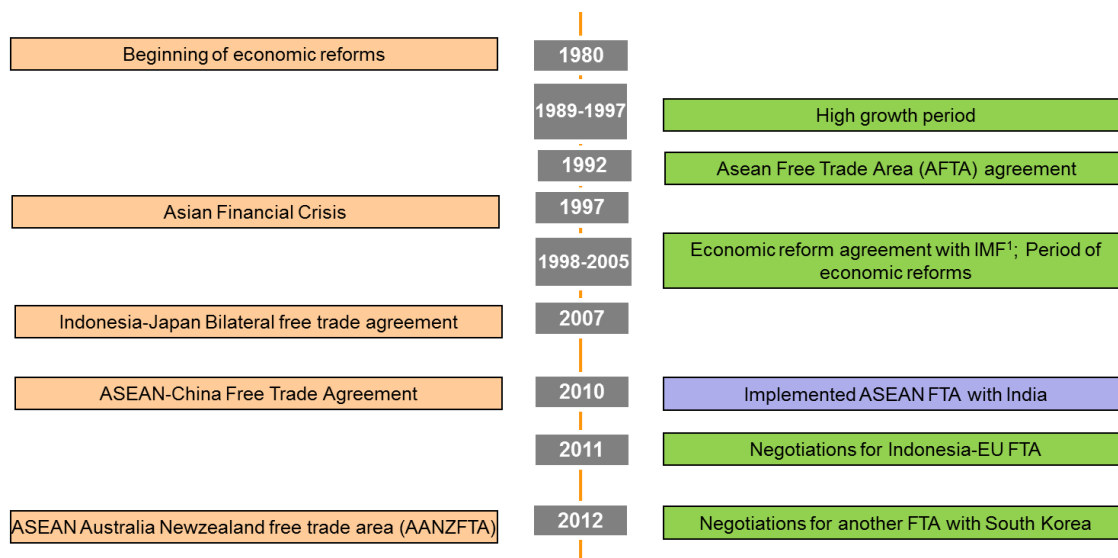 Beginning of economic reforms
1980
1989-1997
High growth period
1992
Asean Free Trade Area (AFTA) agreement
Asian Financial Crisis
1997
1998-2005
Economic reform agreement with IMF¹; Period of
economic reforms
Indonesia-Japan Bilateral free trade agreement
2007
ASEAN-China Free Trade Agreement
2010
Implemented ASEAN FTA with India
2011
Negotiations for Indonesia-EU FTA
ASEAN Australia Newzealand free trade area (AANZFTA)
2012
Negotiations for another FTA with South Korea